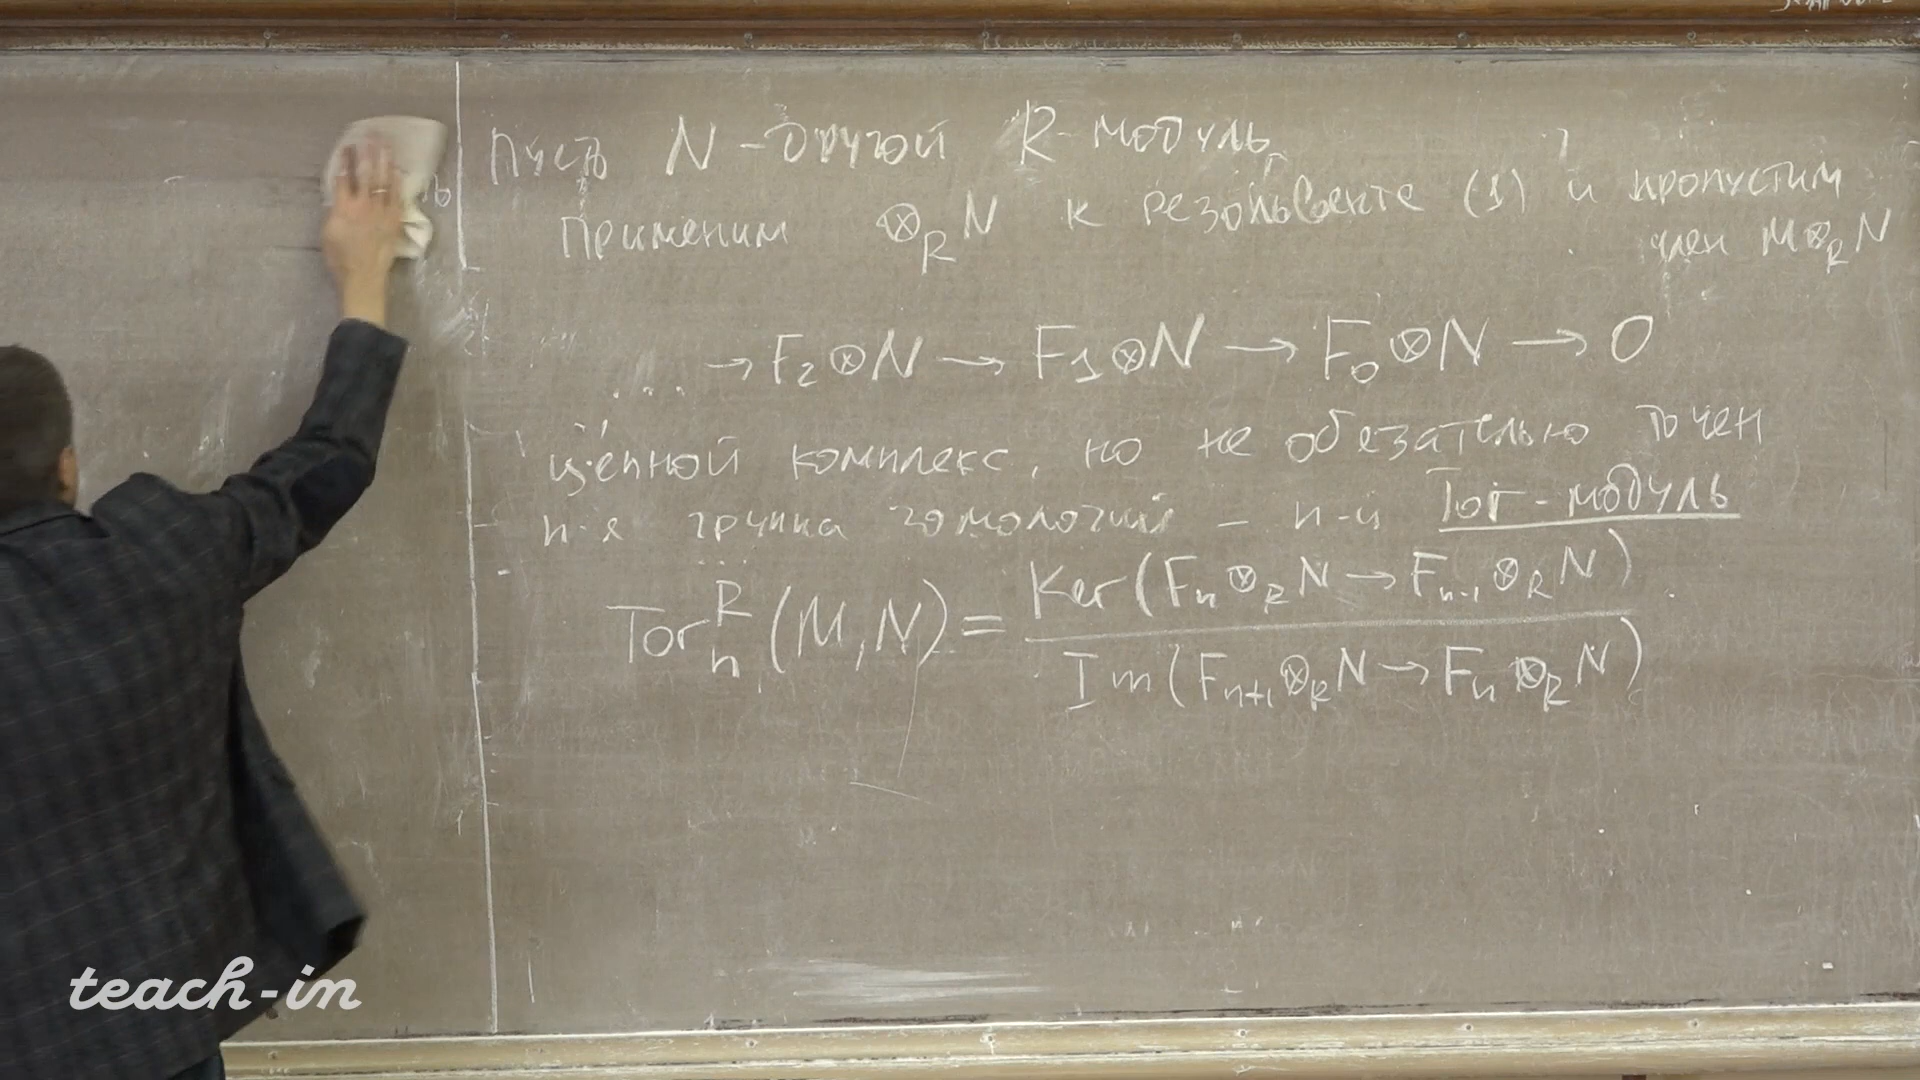 Пусть N - другой R-модуль
Применим ⊗_R N к резольвенте (1) и пропустим
член M⊗_R N
... → F₂⊗N → F₁⊗N → F₀⊗N → 0
цепной комплекс, но не обезательно точен
n-я группа гомологий - n-й Tor-модуль
Tor_n^R (M,N) = Ker(F_n ⊗_R N → F_{n-1} ⊗_R N)
Im(F_{n+1} ⊗_R N → F_n ⊗_R N)
teach-in